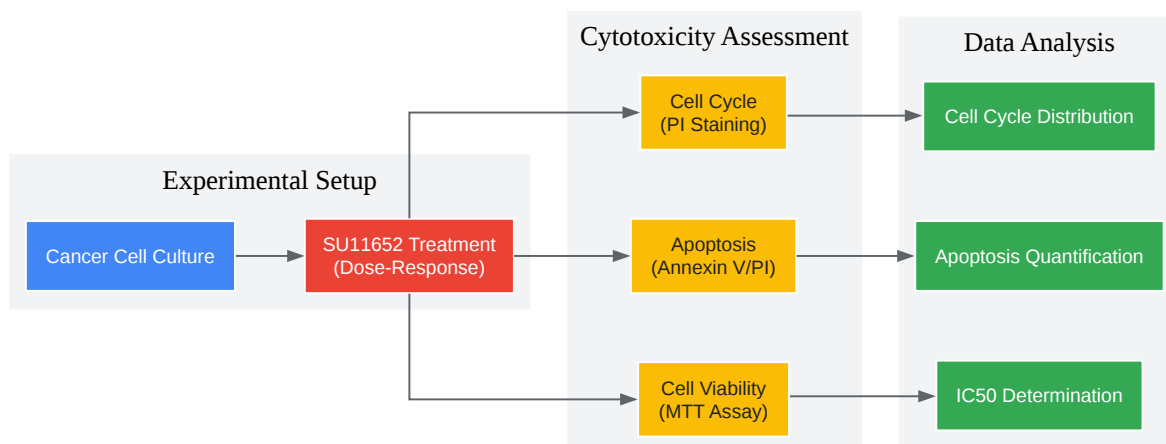 Cytotoxicity Assessment
Data Analysis
Cell Cycle
(PI Staining)
Cell Cycle Distribution
Experimental Setup
Cancer Cell Culture
SU11652 Treatment
(Dose-Response)
Apoptosis
(Annexin V/PI)
Apoptosis Quantification
Cell Viability
(MTT Assay)
IC50 Determination